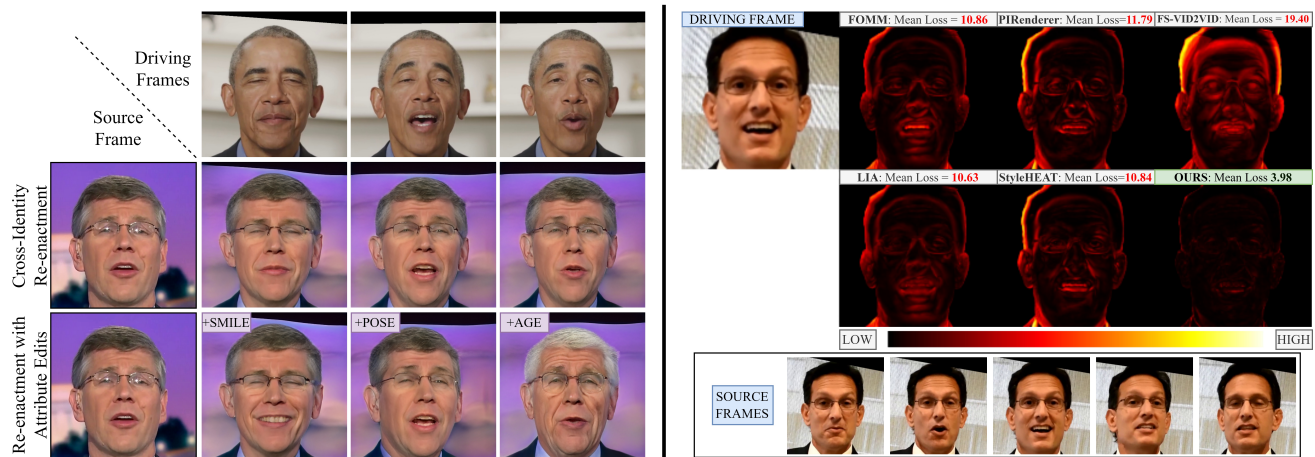 Driving
Frames
Source
Frame
Cross-Identity
Re-enactment
Re-enactment with
Attribute Edits
+SMILE
+POSE
+AGE
DRIVING FRAME
FOMM: Mean Loss = 10.86
PIRenderer: Mean Loss=11.79
FS-VID2VID: Mean Loss = 19.40
LIA: Mean Loss = 10.63
StyleHEAT: Mean Loss=10.84
OURS: Mean Loss 3.98
LOW
HIGH
SOURCE
FRAMES